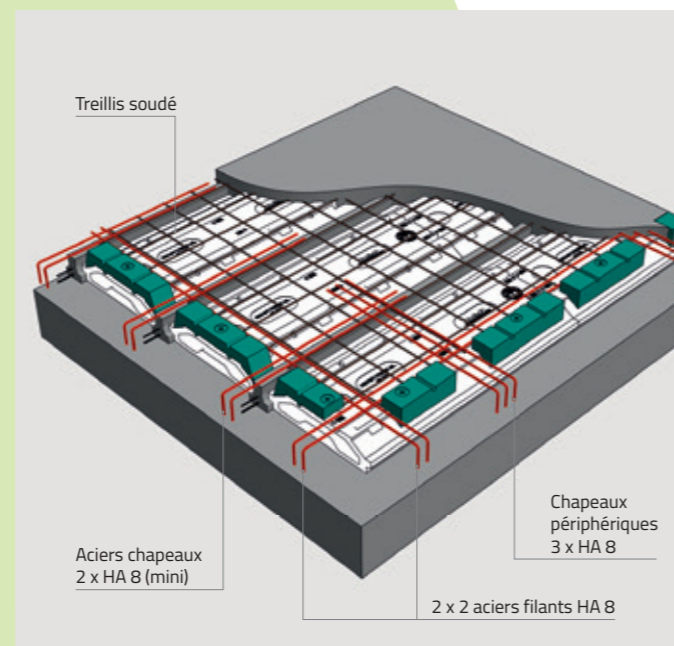 Treillis soudé
Chapeaux
périphériques
3 x HA 8
Aciers chapeaux
2 x HA 8 (mini)
2 x 2 aciers filants HA 8